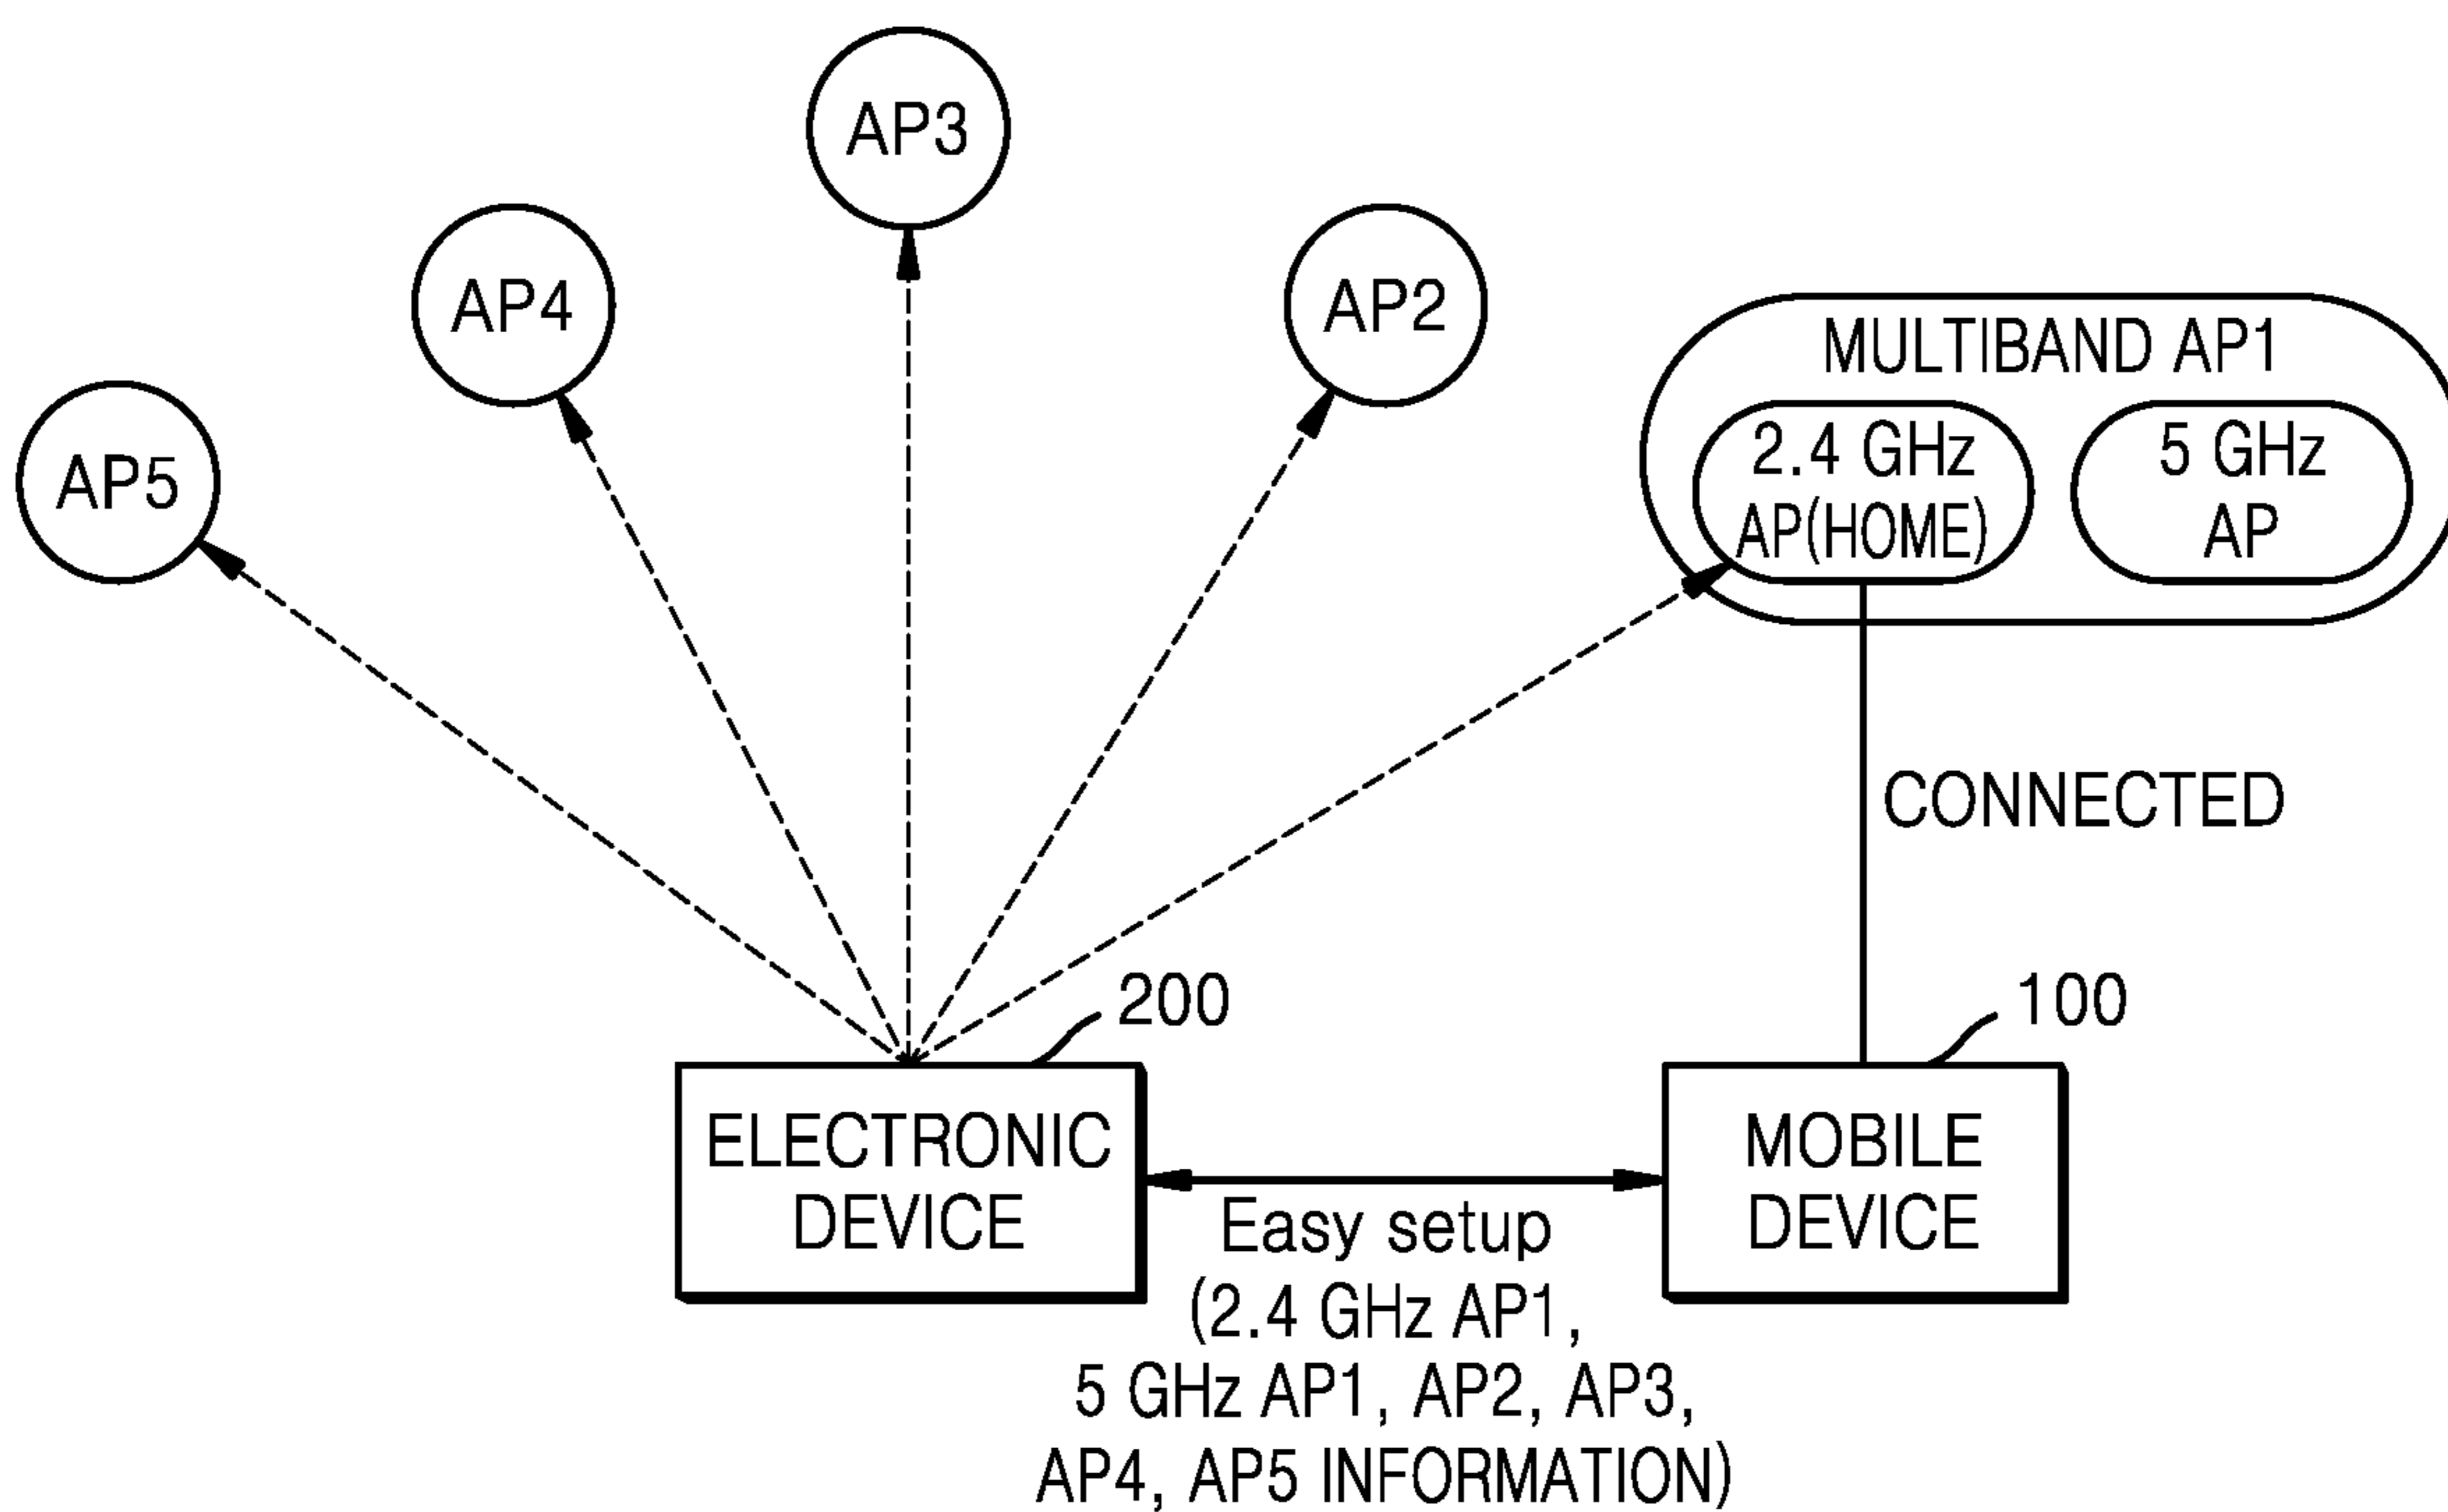 AP3
AP4
AP2
AP5
MULTIBAND AP1
2.4 GHz
AP(HOME)
5 GHz
AP
CONNECTED
200
100
ELECTRONIC
DEVICE
MOBILE
DEVICE
Easy setup
(2.4 GHz AP1,
5 GHz AP1, AP2, AP3,
AP4, AP5 INFORMATION)